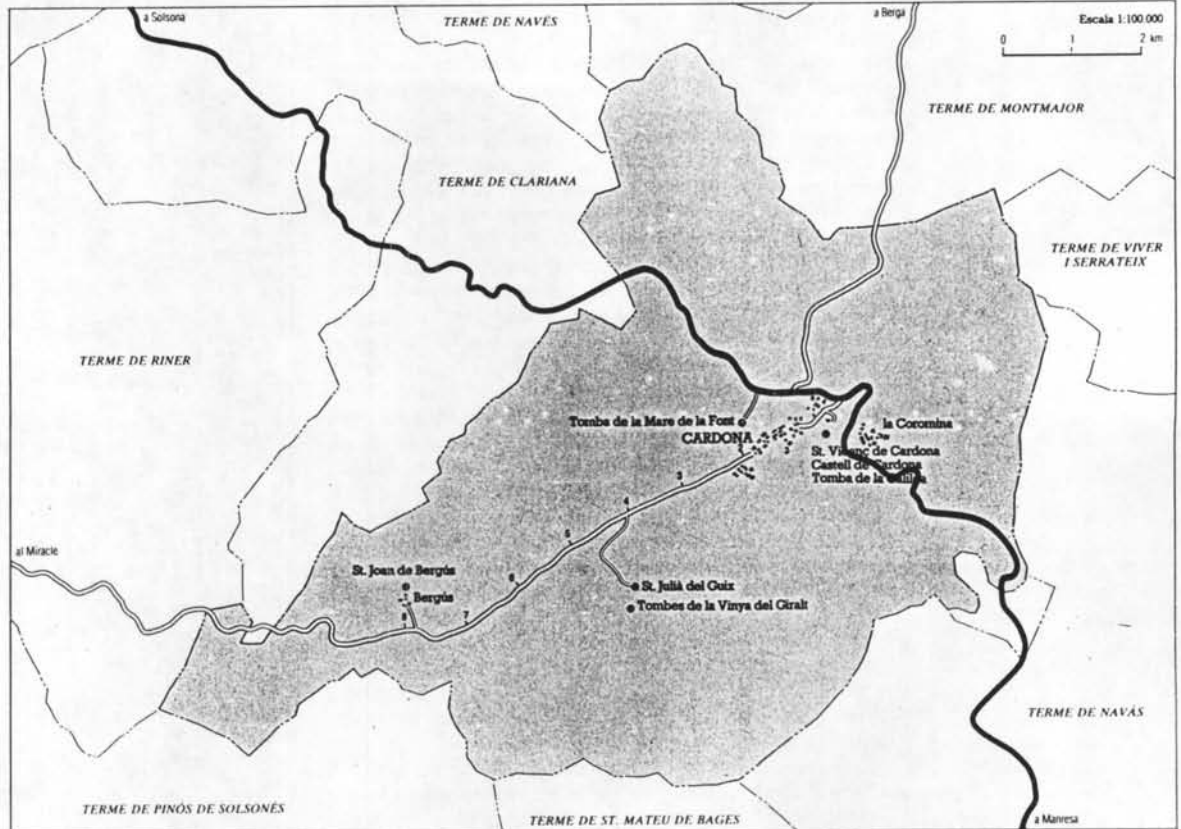 a Solsona
TERME DE NAVÈS
a Berga
Escala 1:100.000
0 1 2 km
TERME DE MONTMAJOR
TERME DE CLARIANA
TERME DE VIVER
I SERRATEIX
TERME DE RINER
Tomba de la Mare de la Font
CARDONA
la Coromina
St. Vicenç de Cardona
Castell de Cardona
Tomba de la
3
4
5
6
7
8
al Miracle
St. Joan de Bergús
Bergús
St. Julià del Guix
Tombes de la Vinya del Giralt
TERME DE NAVÀS
TERME DE PINÓS DE SOLSONÈS
TERME DE ST. MATEU DE BAGES
a Manresa